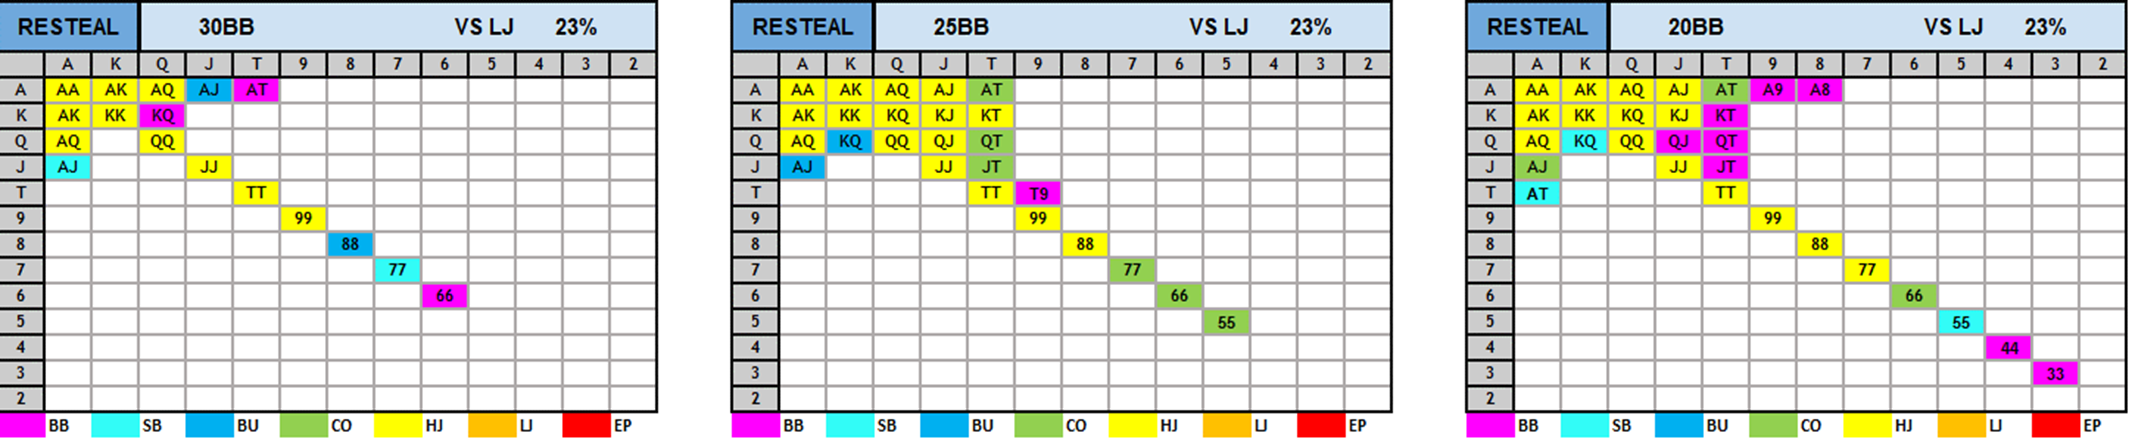 RESTEAL 30BB VS LJ 23%
A K Q J T 9 8 7 6 5 4 3 2
A AA AK AQ AJ AT
K AK KK KQ
Q AQ QQ
J AJ JJ
T TT
9 99
8 88
7 77
6 66
5
4
3
2
BB SB BU CO HJ LJ EP
RESTEAL 25BB VS LJ 23%
A K Q J T 9 8 7 6 5 4 3 2
A AA AK AQ AJ AT
K AK KK KQ KJ KT
Q AQ KQ QQ QJ QT
J AJ JJ JT
T TT T9
9 99
8 88
7 77
6 66
5 55
4
3
2
BB SB BU CO HJ LJ EP
RESTEAL 20BB VS LJ 23%
A K Q J T 9 8 7 6 5 4 3 2
A AA AK AQ AJ AT A9 A8
K AK KK KQ KJ KT
Q AQ KQ QQ QJ QT
J AJ JJ JT
T AT TT
9 99
8 88
7 77
6 66
5 55
4 44
3 33
2
BB SB BU CO HJ LJ EP